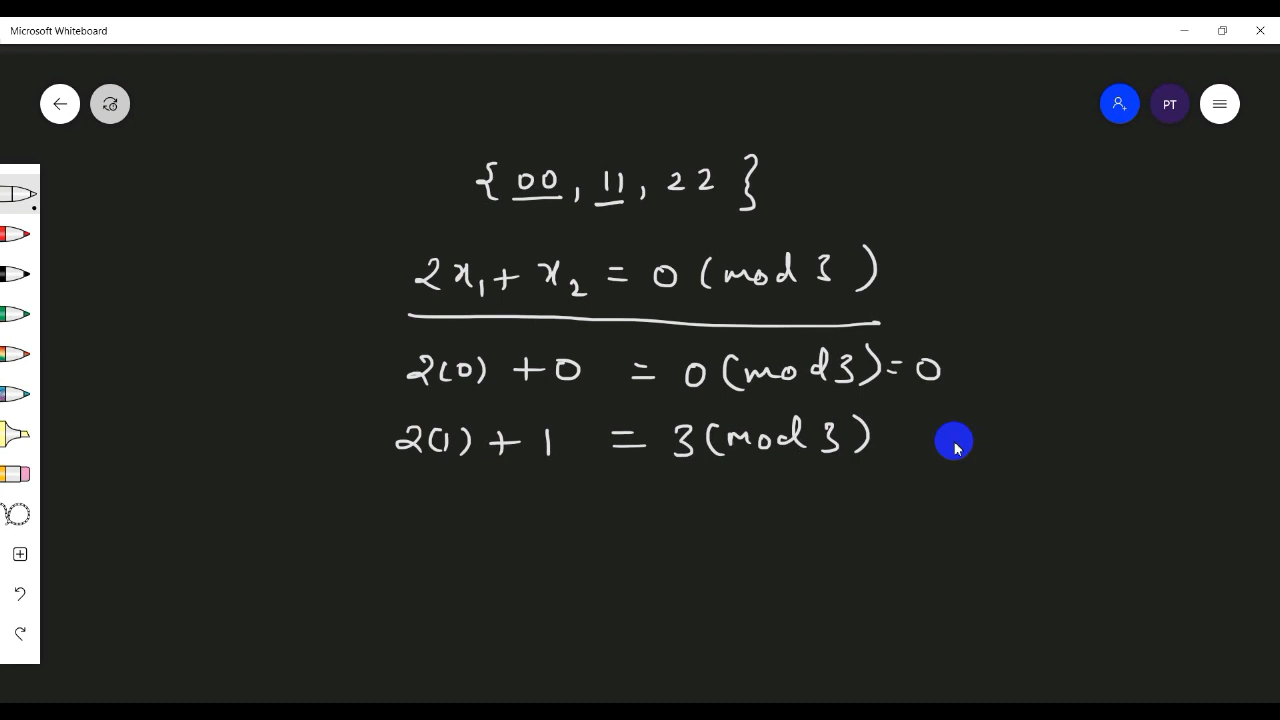 Microsoft Whiteboard
PT
{ 00, 11, 22 }
2x₁ + x₂ = 0 (mod 3)
2(0) + 0 = 0 (mod 3) = 0
2(1) + 1 = 3 (mod 3)